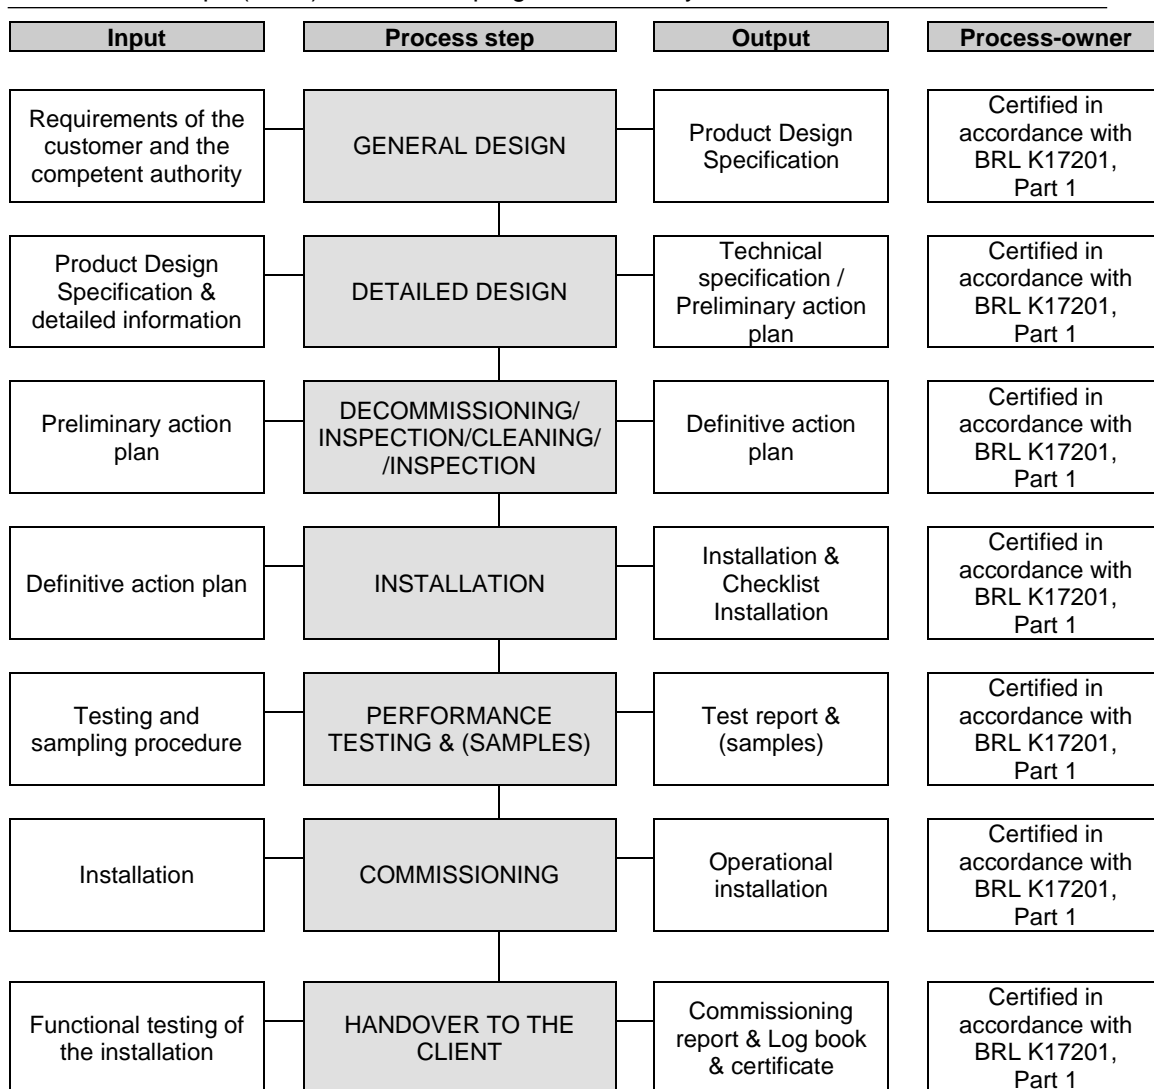 Input
Process step
Output
Process-owner
Requirements of the
customer and the
competent authority
GENERAL DESIGN
Product Design
Specification
Certified in
accordance with
BRL K17201,
Part 1
Product Design
Specification &
detailed information
DETAILED DESIGN
Technical
specification /
Preliminary action
plan
Certified in
accordance with
BRL K17201,
Part 1
Preliminary action
plan
DECOMMISSIONING/
INSPECTION/CLEANING/
/INSPECTION
Definitive action
plan
Certified in
accordance with
BRL K17201,
Part 1
Definitive action plan
INSTALLATION
Installation &
Checklist
Installation
Certified in
accordance with
BRL K17201,
Part 1
Testing and
sampling procedure
PERFORMANCE
TESTING & (SAMPLES)
Test report &
(samples)
Certified in
accordance with
BRL K17201,
Part 1
Installation
COMMISSIONING
Operational
installation
Certified in
accordance with
BRL K17201,
Part 1
Functional testing of
the installation
HANDOVER TO THE
CLIENT
Commissioning
report & Log book
& certificate
Certified in
accordance with
BRL K17201,
Part 1